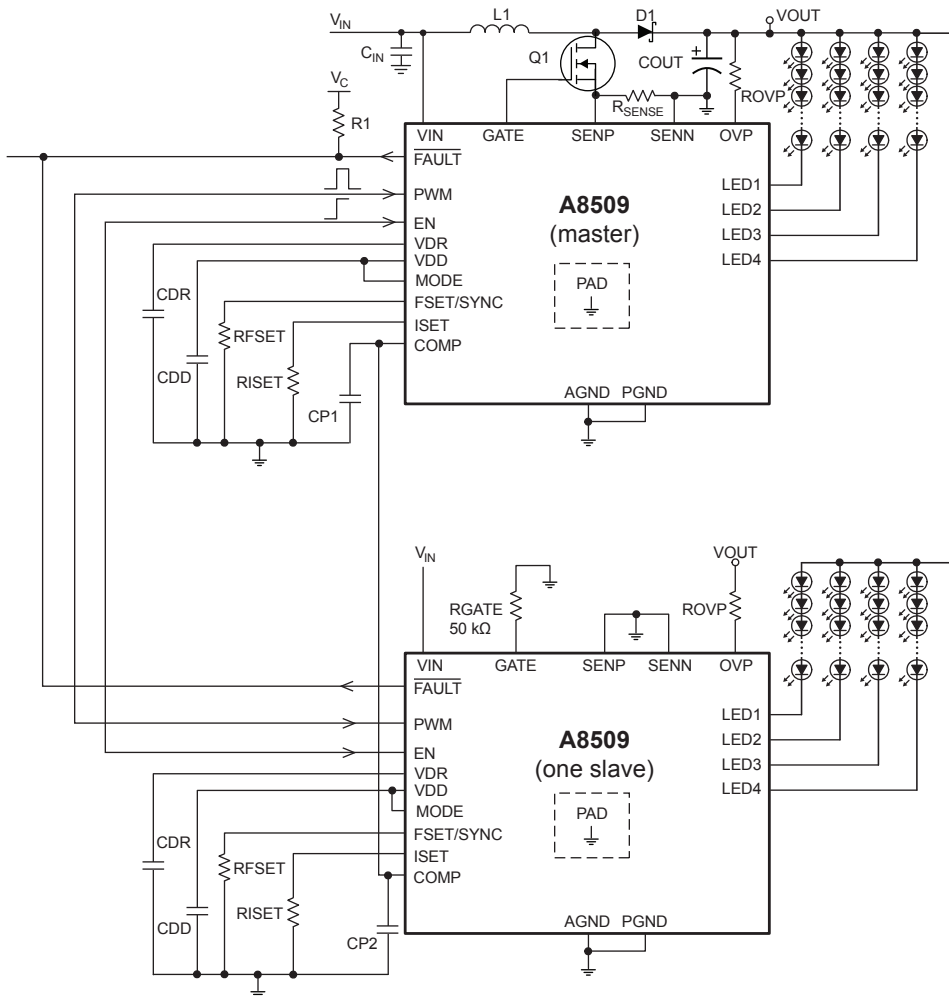 VIN
L1
D1
VOUT
CIN
Q1
COUT
ROVP
VC
R1
RSENSE
VIN
GATE
SENP
SENN
OVP
FAULT
PWM
EN
VDR
VDD
MODE
FSET/SYNC
ISET
COMP
A8509
(master)
PAD
LED1
LED2
LED3
LED4
CDR
CDD
RFSET
RISET
CP1
AGND
PGND
VIN
RGATE
50 kΩ
VOUT
ROVP
VIN
GATE
SENP
SENN
OVP
FAULT
PWM
EN
VDR
VDD
MODE
FSET/SYNC
ISET
COMP
A8509
(one slave)
PAD
LED1
LED2
LED3
LED4
CDR
CDD
RFSET
RISET
CP2
AGND
PGND